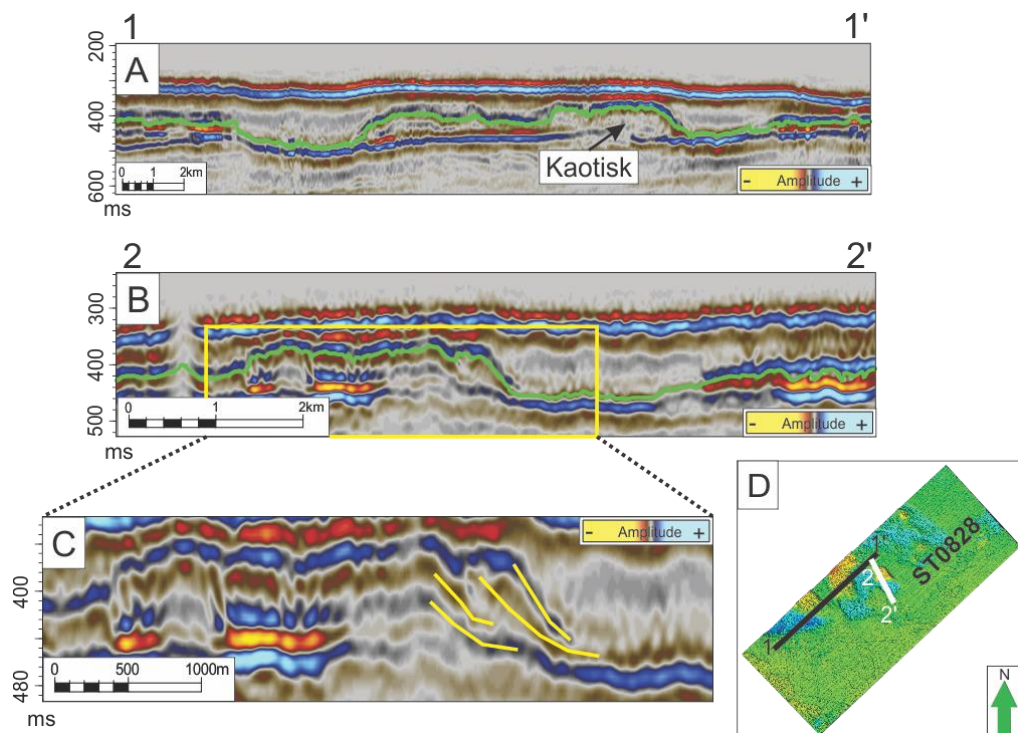 1 1'
200
A
400
600
ms
Kaotisk
0 1 2km
- Amplitude +
2 2'
B
300
400
500
ms
0 1 2km
- Amplitude +
C
- Amplitude +
400
480
ms
0 500 1000m
D
ST0828
1'
2
2'
1
N